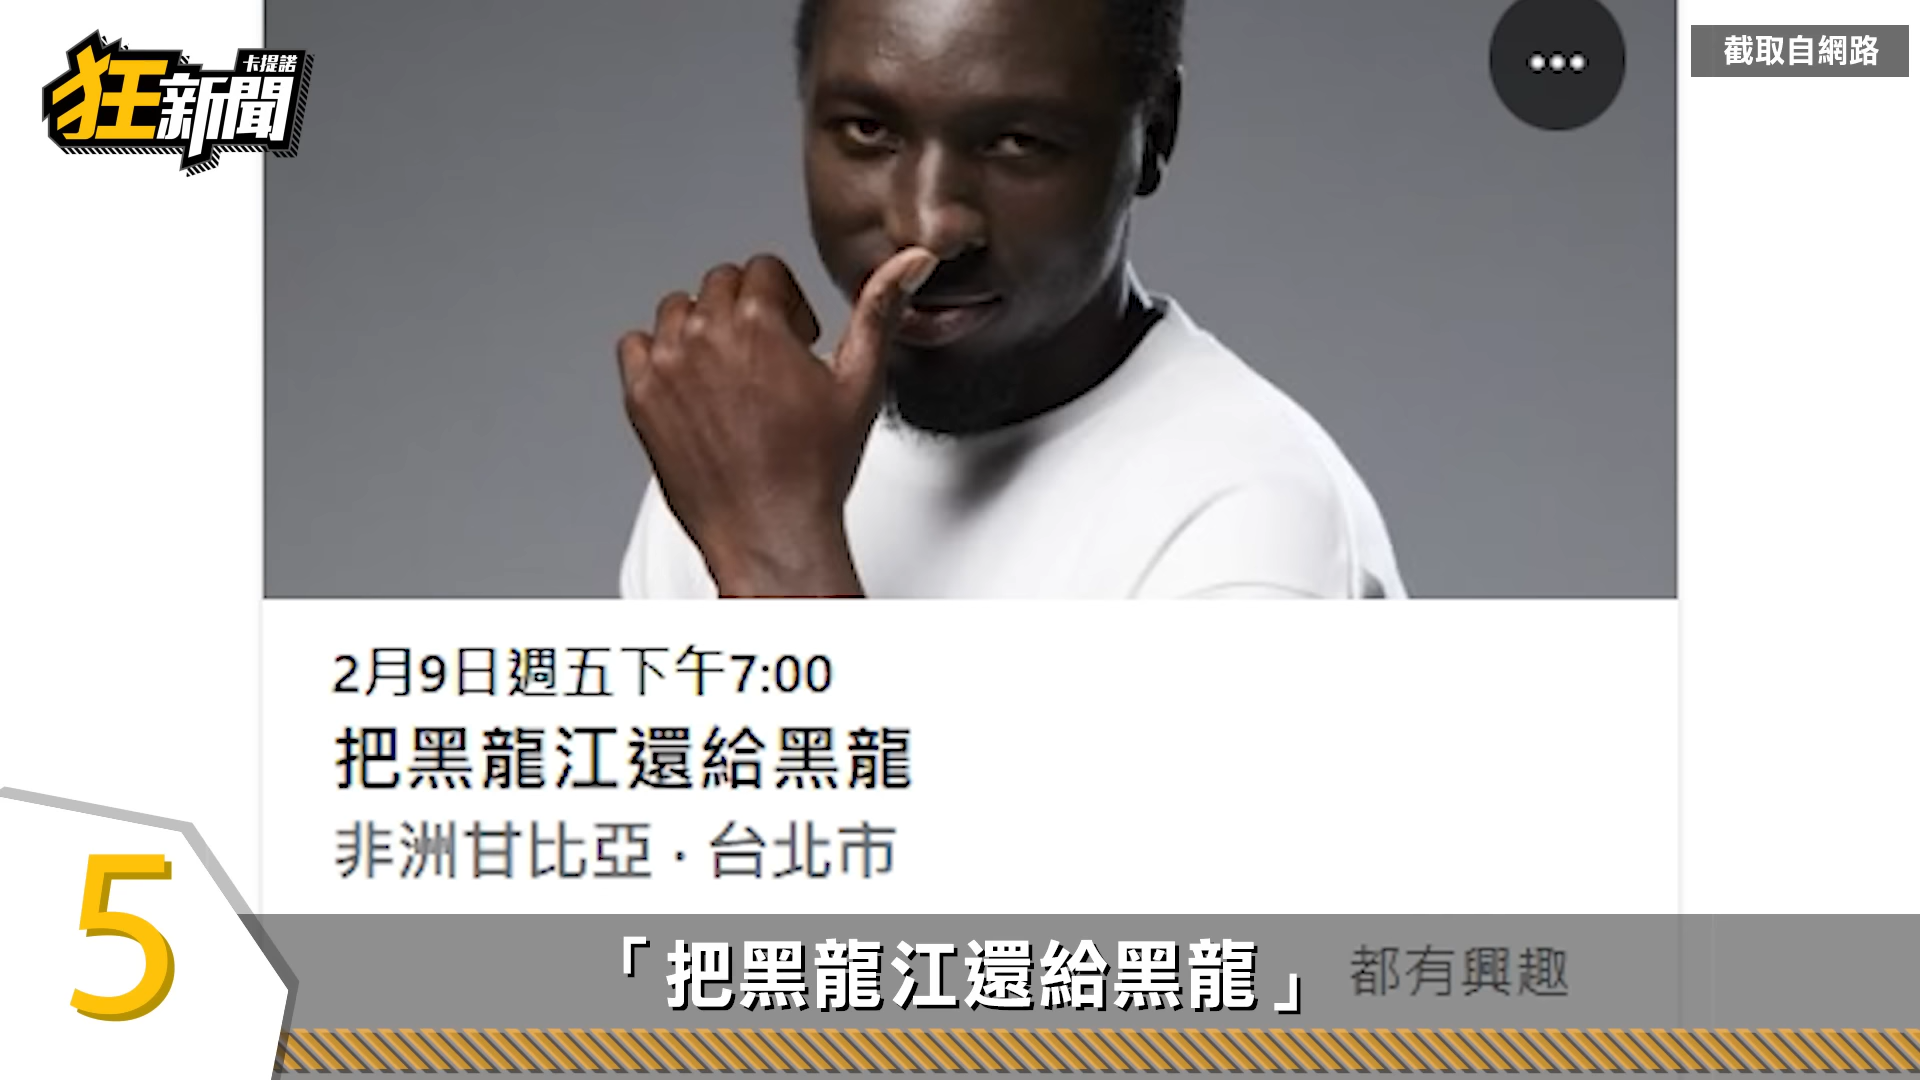 卡提諾
狂新聞
截取自網路
2月9日週五下午7:00
把黑龍江還給黑龍
非洲甘比亞 · 台北市
都有興趣
5
「把黑龍江還給黑龍」